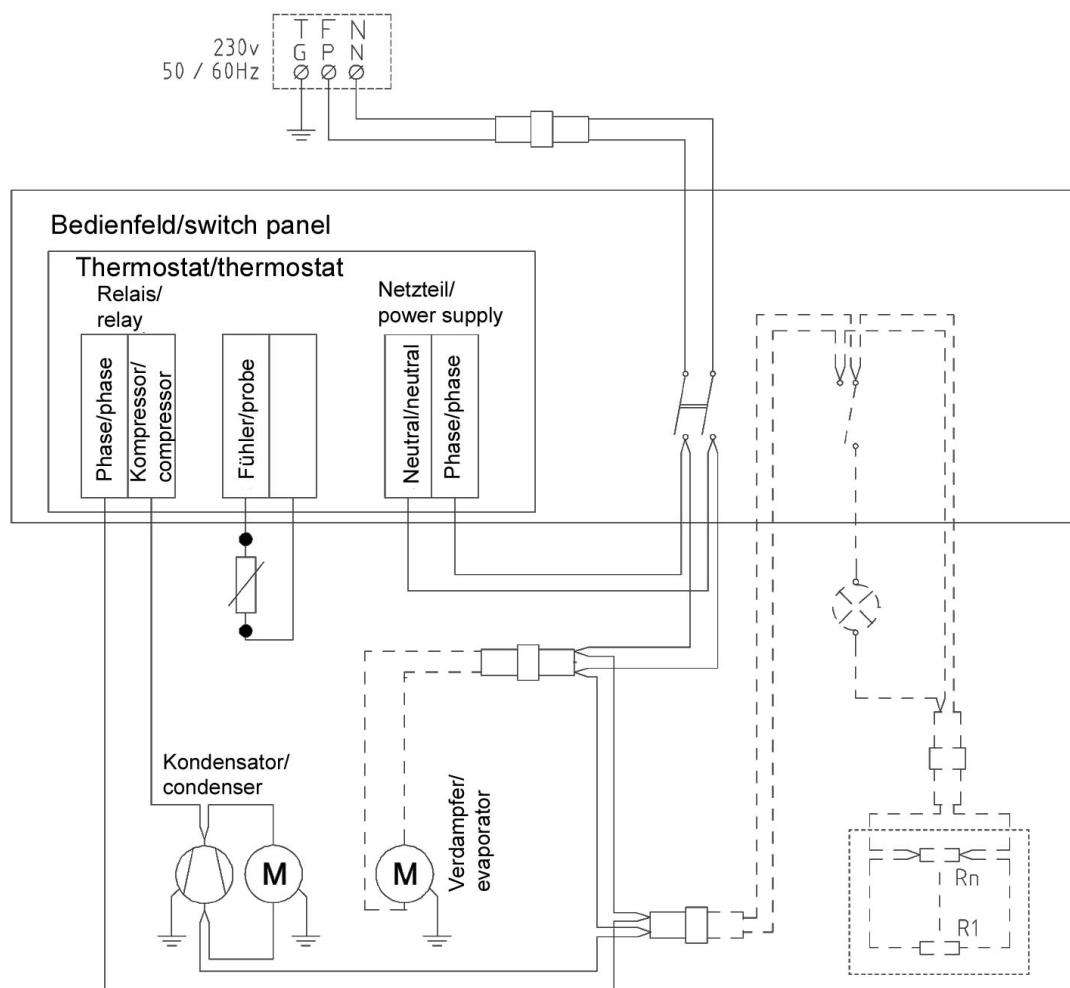 T F N
G P N
230v
50 / 60Hz
Bedienfeld/switch panel
Thermostat/thermostat
Relais/
relay
Netzteil/
power supply
Phase/phase
Kompressor/
compressor
Fühler/probe
Neutral/neutral
Phase/phase
Kondensator/
condenser
M
M
Verdampfer/
evaporator
Rn
R1